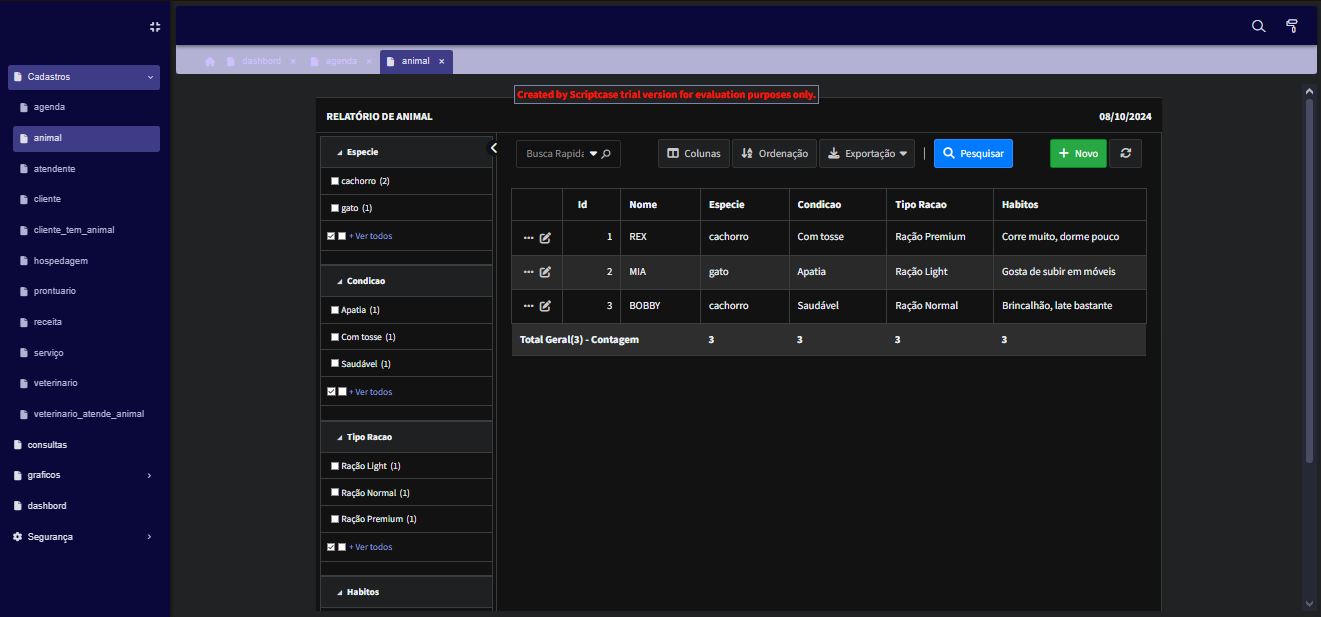 dashbord × agenda × animal ×
Cadastros
agenda
animal
atendente
cliente
cliente_tem_animal
hospedagem
prontuario
receita
serviço
veterinario
veterinario_atende_animal
consultas
graficos
dashbord
Segurança
Created by Scriptcase trial version for evaluation purposes only.
RELATÓRIO DE ANIMAL 08/10/2024
Especie
cachorro (2)
gato (1)
+ Ver todos
Condicao
Apatia (1)
Com tosse (1)
Saudável (1)
+ Ver todos
Tipo Racao
Ração Light (1)
Ração Normal (1)
Ração Premium (1)
+ Ver todos
Habitos
Busca Rapida Colunas Ordenação Exportação | Pesquisar + Novo
Id Nome Especie Condicao Tipo Racao Habitos
1 REX cachorro Com tosse Ração Premium Corre muito, dorme pouco
2 MIA gato Apatia Ração Light Gosta de subir em móveis
3 BOBBY cachorro Saudável Ração Normal Brincalhão, late bastante
Total Geral(3) - Contagem 3 3 3 3